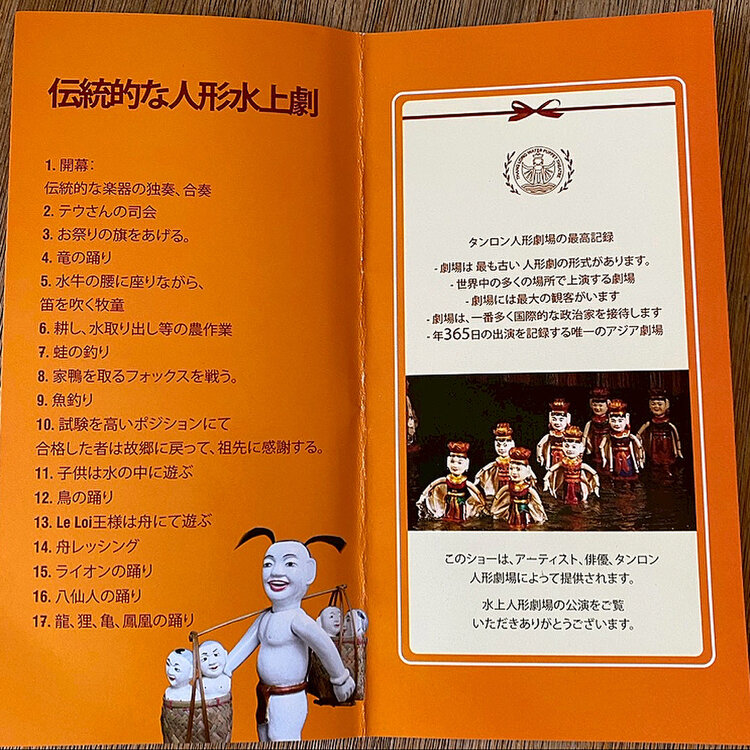 伝統的な人形水上劇
1. 開幕：
伝統的な楽器の独奏、合奏
2. テウさんの司会
3. お祭りの旗をあげる。
4. 竜の踊り
5. 水牛の腰に座りながら、
笛を吹く牧童
6. 耕し、水取り出し等の農作業
7. 蛙の釣り
8. 家鴨を取るフォックスを戦う。
9. 魚釣り
10. 試験を高いポジションにて
合格した者は故郷に戻って、祖先に感謝する。
11. 子供は水の中に遊ぶ
12. 鳥の踊り
13. Le Loi王様は舟にて遊ぶ
14. 舟レッシング
15. ライオンの踊り
16. 八仙人の踊り
17. 龍、狸、亀、鳳凰の踊り
THANG LONG WATER PUPPET THEATRE
タンロン人形劇場の最高記録
- 劇場は 最も古い 人形劇の形式があります。
- 世界中の多くの場所で上演する劇場
- 劇場には最大の観客がいます
- 劇場は、一番多く国際的な政治家を接待します
- 年365日の出演を記録する唯一のアジア劇場
このショーは、アーティスト、俳優、タンロン
人形劇場によって提供されます。
水上人形劇場の公演をご覧
いただきありがとうございます。